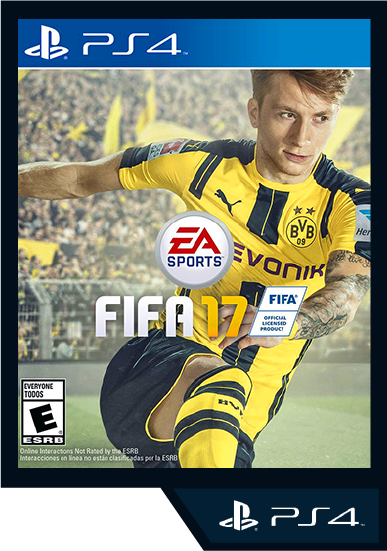 PS4
EA
SPORTS
FIFA 17
FIFA
OFFICIAL
LICENSED
PRODUCT
BVB
09
EVONIK
EVERYONE
TODOS
E
ESRB
Online Interactions Not Rated by the ESRB
Interacciones en línea no están clasificadas por la ESRB
PS4